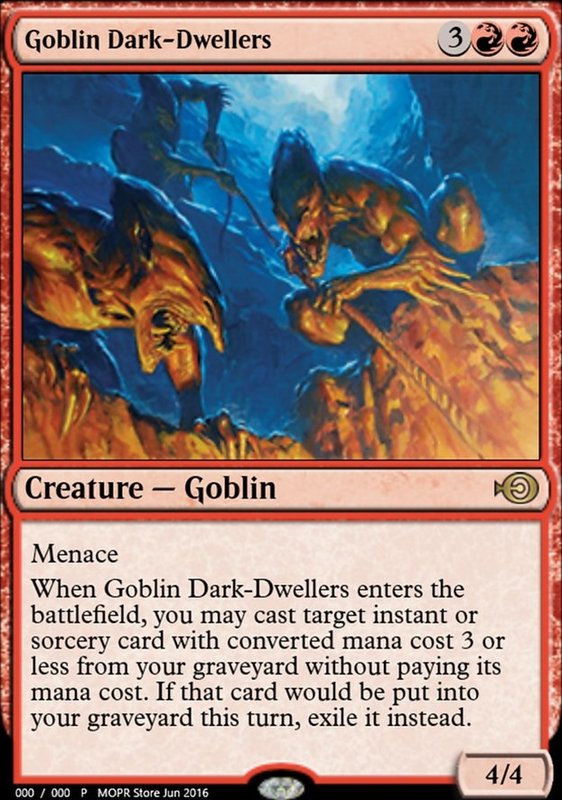 Goblin Dark-Dwellers 3
Creature — Goblin
Menace
When Goblin Dark-Dwellers enters the
battlefield, you may cast target instant or
sorcery card with converted mana cost 3 or
less from your graveyard without paying its
mana cost. If that card would be put into
your graveyard this turn, exile it instead.
4/4
000 / 000 P MOPR Store Jun 2016